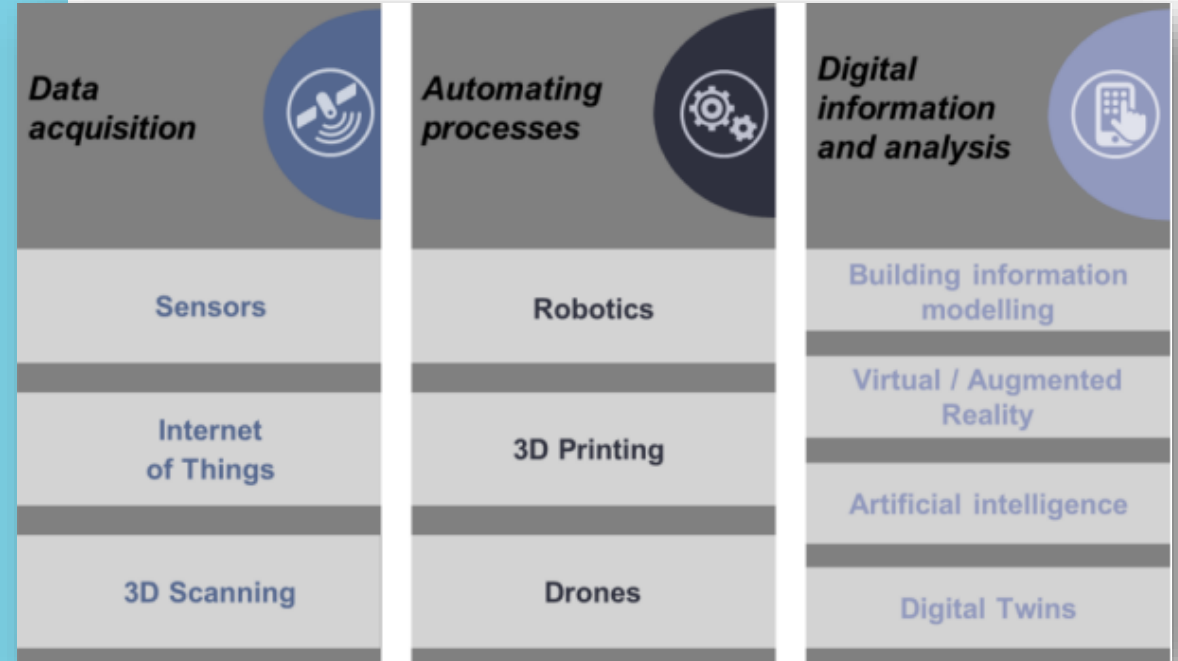 Data
acquisition
Sensors
Internet
of Things
3D Scanning
Automating
processes
Robotics
3D Printing
Drones
Digital
information
and analysis
Building information
modelling
Virtual / Augmented
Reality
Artificial intelligence
Digital Twins